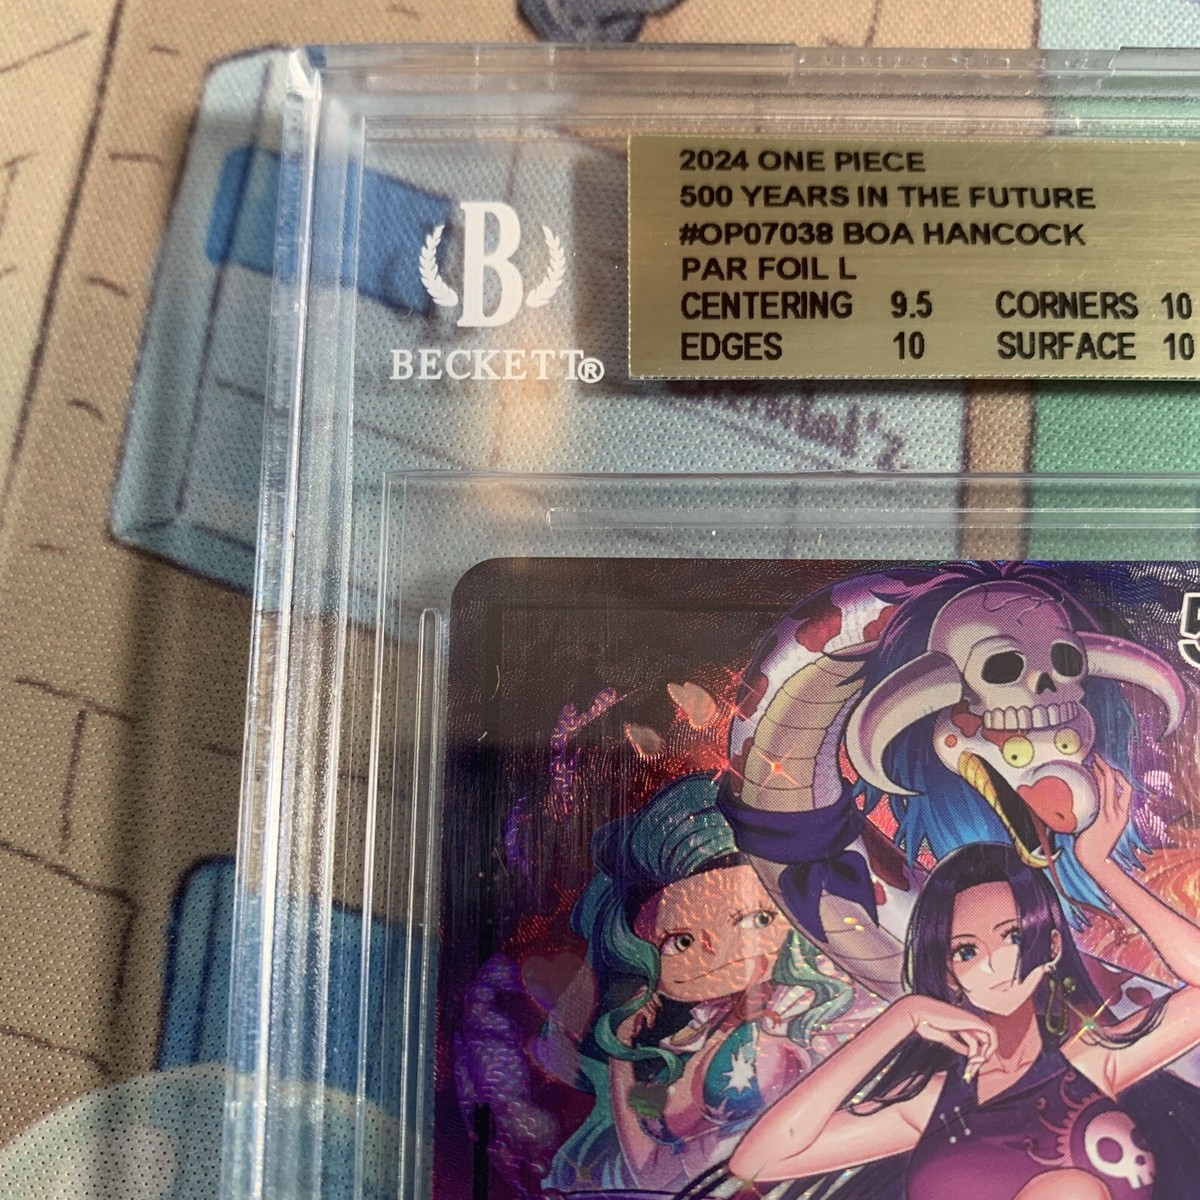 2024 ONE PIECE
500 YEARS IN THE FUTURE
#OP07038 BOA HANCOCK
PAR FOIL L
CENTERING 9.5 CORNERS 10
EDGES 10 SURFACE 10
B
BECKETT®
5